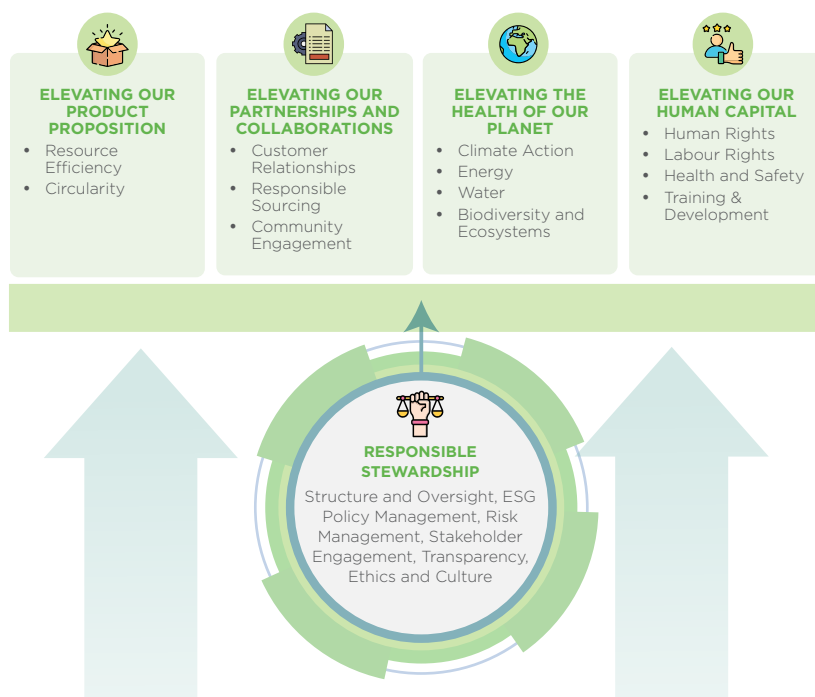 ELEVATING OUR
PRODUCT
PROPOSITION
• Resource
Efficiency
• Circularity
ELEVATING OUR
PARTNERSHIPS AND
COLLABORATIONS
• Customer
Relationships
• Responsible
Sourcing
• Community
Engagement
ELEVATING THE
HEALTH OF OUR
PLANET
• Climate Action
• Energy
• Water
• Biodiversity and
Ecosystems
ELEVATING OUR
HUMAN CAPITAL
• Human Rights
• Labour Rights
• Health and Safety
• Training &
Development
RESPONSIBLE
STEWARDSHIP
Structure and Oversight, ESG
Policy Management, Risk
Management, Stakeholder
Engagement, Transparency,
Ethics and Culture